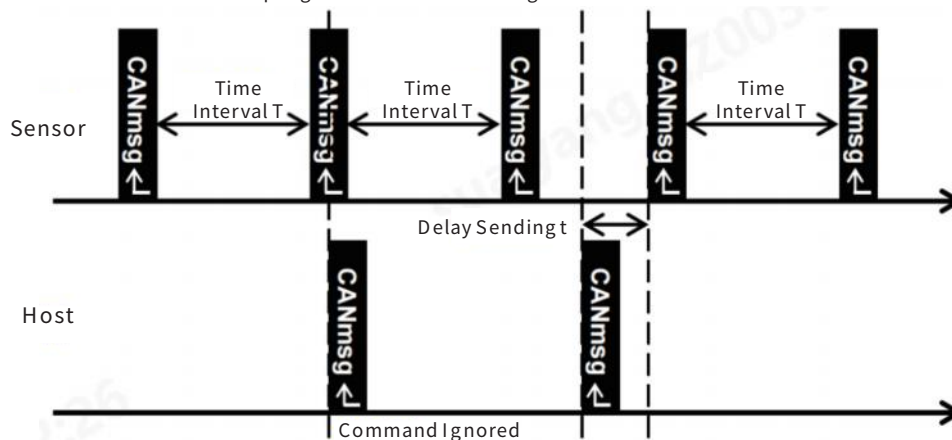 CANmsg
CANmsg
CANmsg
CANmsg
CANmsg
Time
Interval T
Time
Interval T
Time
Interval T
Sensor
Delay Sending t
CANmsg
CANmsg
Host
Command Ignored